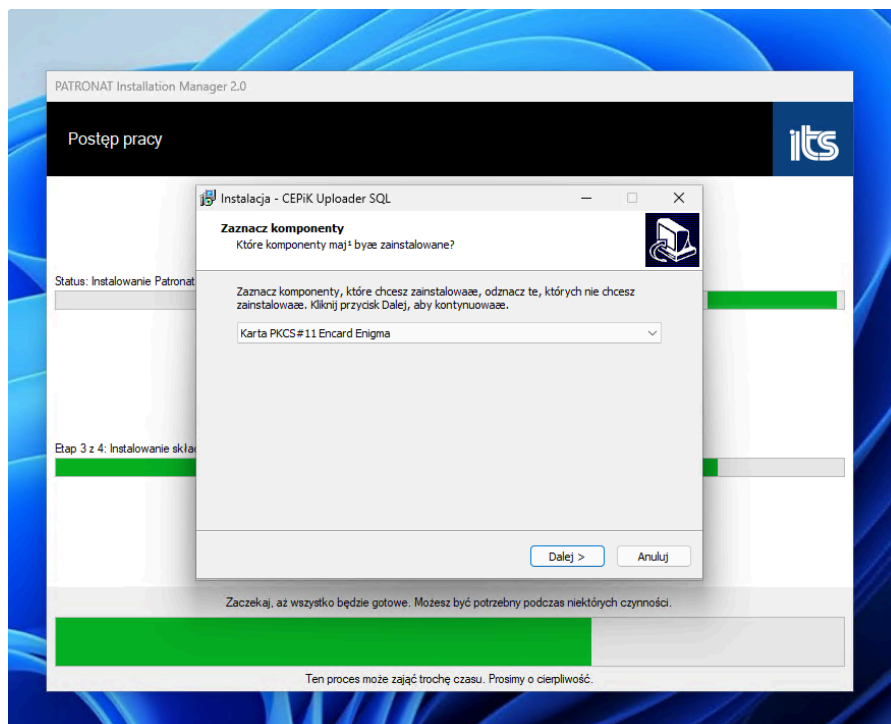 PATRONAT Installation Manager 2.0
Postęp pracy
its
Instalacja - CEPiK Uploader SQL
Zaznacz komponenty
Które komponenty maj¹ byæ zainstalowane?
Status: Instalowanie Patronat
Zaznacz komponenty, które chcesz zainstalowaæ, odznacz te, których nie chcesz
zainstalowaæ. Kliknij przycisk Dalej, aby kontynuowaæ.
Karta PKCS#11 Encard Enigma
Etap 3 z 4: Instalowanie skła
Dalej >
Anuluj
Zaczekaj, aż wszystko będzie gotowe. Możesz być potrzebny podczas niektórych czynności.
Ten proces może zająć trochę czasu. Prosimy o cierpliwość.